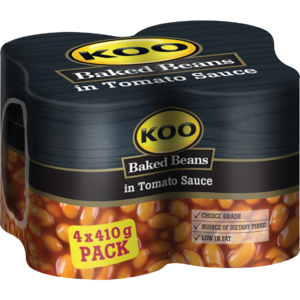 KOO
Baked Beans
in Tomato Sauce
KOO
Baked Beans
in Tomato Sauce
CHOICE GRADE
SOURCE OF DIETARY FIBRE
LOW IN FAT
4 x 410 g
PACK